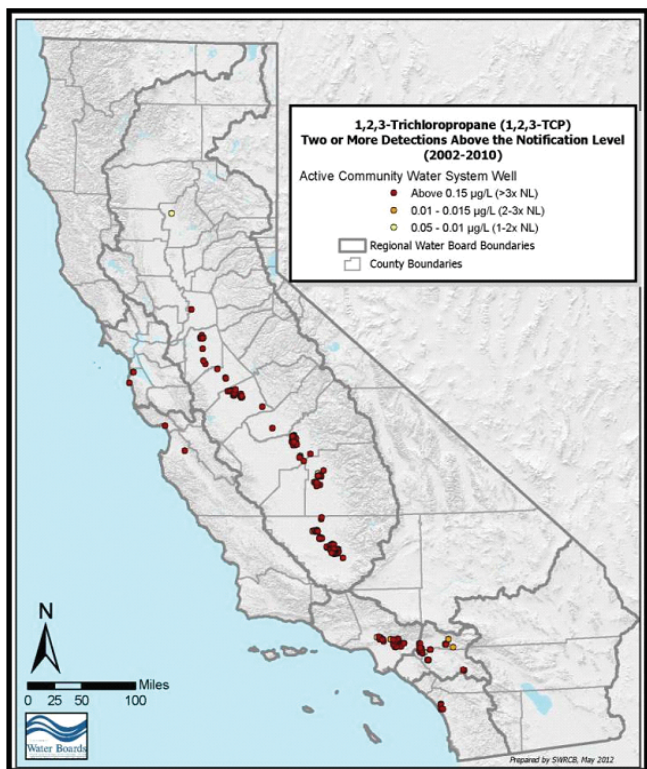 1,2,3-Trichloropropane (1,2,3-TCP)
Two or More Detections Above the Notification Level
(2002-2010)
Active Community Water System Well
Above 0.15 µg/L (>3x NL)
0.01 - 0.015 µg/L (2-3x NL)
0.05 - 0.01 µg/L (1-2x NL)
Regional Water Board Boundaries
County Boundaries
N
Miles
0 25 50 100
Water Boards
Prepared by SWRCB, May 2012